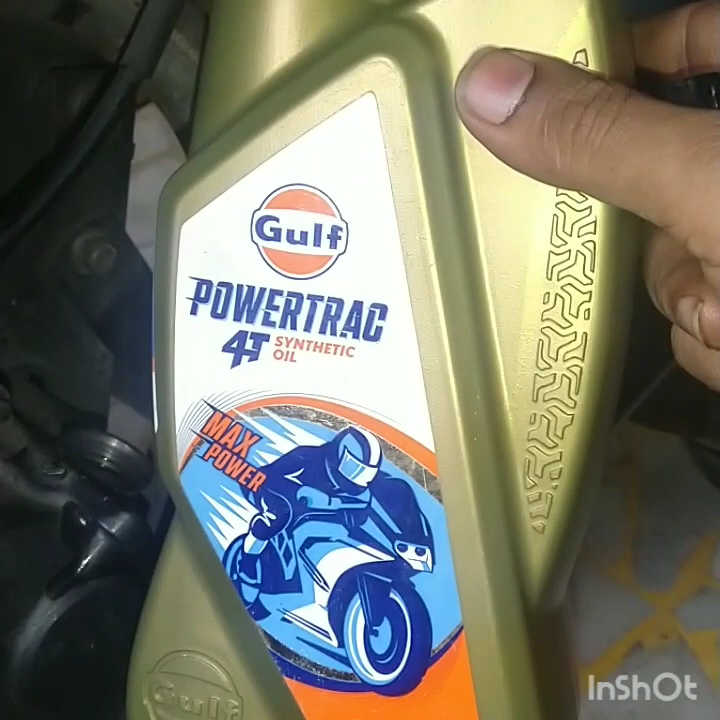 Gulf
POWERTRAC
4T SYNTHETIC
OIL
MAX
POWER
Gulf
InShOt